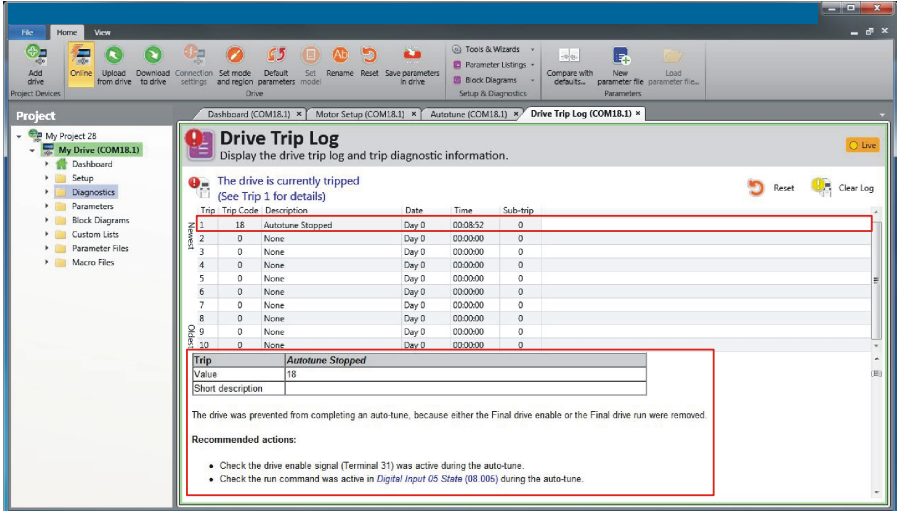 File Home View
Add drive
Online
Upload from drive
Download to drive
Connection settings
Set mode and region
Default parameters
Set model
Rename
Reset
Save parameters in drive
Tools & Wizards
Parameter Listings
Block Diagrams
Compare with defaults...
New parameter file
Load parameter file...
Project Devices
Drive
Setup & Diagnostics
Parameters
Project
My Project 28
My Drive (COM18.1)
Dashboard
Setup
Diagnostics
Parameters
Block Diagrams
Custom Lists
Parameter Files
Macro Files
Dashboard (COM18.1) × Motor Setup (COM18.1) × Autotune (COM18.1) × Drive Trip Log (COM18.1) ×
Drive Trip Log
Display the drive trip log and trip diagnostic information.
Live
The drive is currently tripped
(See Trip 1 for details)
Reset
Clear Log
Trip Trip Code Description Date Time Sub-trip
Newest
1 18 Autotune Stopped Day 0 00:08:52 0
2 0 None Day 0 00:00:00 0
3 0 None Day 0 00:00:00 0
4 0 None Day 0 00:00:00 0
5 0 None Day 0 00:00:00 0
6 0 None Day 0 00:00:00 0
7 0 None Day 0 00:00:00 0
8 0 None Day 0 00:00:00 0
9 0 None Day 0 00:00:00 0
10 0 None Day 0 00:00:00 0
Oldest
Trip Autotune Stopped
Value 18
Short description
The drive was prevented from completing an auto-tune, because either the Final drive enable or the Final drive run were removed.
Recommended actions:
• Check the drive enable signal (Terminal 31) was active during the auto-tune.
• Check the run command was active in Digital Input 05 State (08.005) during the auto-tune.